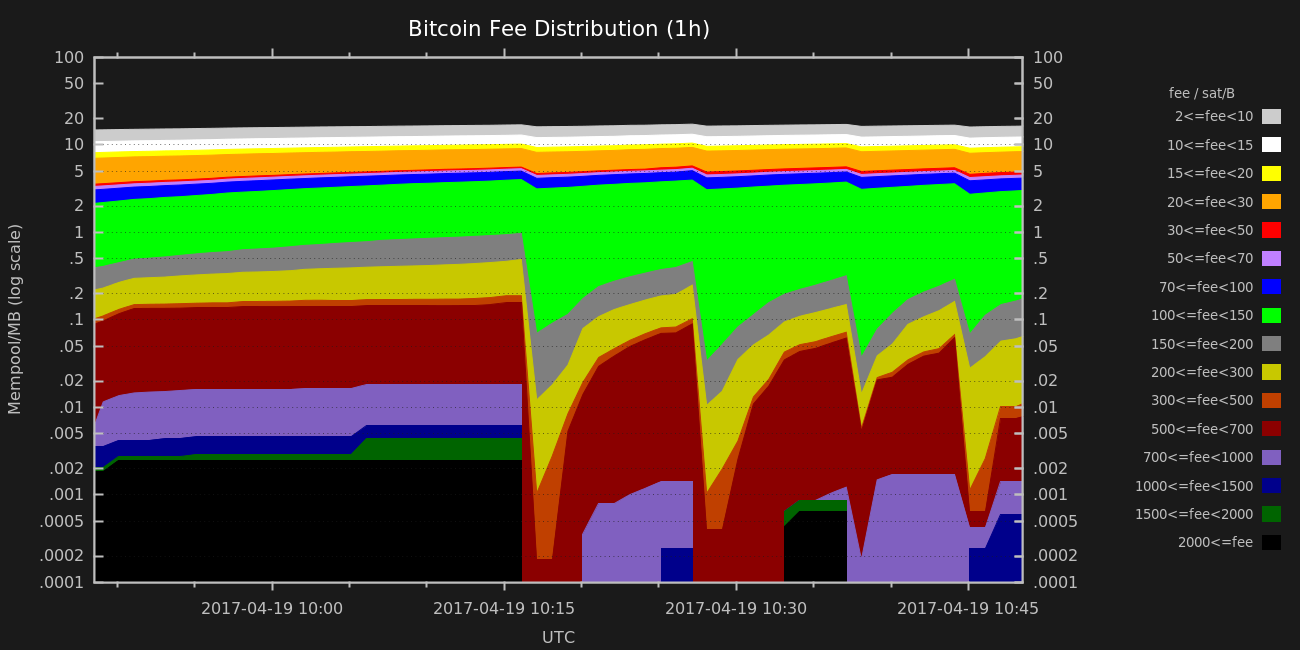 Bitcoin Fee Distribution (1h)
100
50
20
10
5
2
1
.5
.2
.1
.05
.02
.01
.005
.002
.001
.0005
.0002
.0001
Mempool/MB (log scale)
100
50
20
10
5
2
1
.5
.2
.1
.05
.02
.01
.005
.002
.001
.0005
.0002
.0001
2017-04-19 10:00
2017-04-19 10:15
2017-04-19 10:30
2017-04-19 10:45
UTC
fee / sat/B
2<=fee<10
10<=fee<15
15<=fee<20
20<=fee<30
30<=fee<50
50<=fee<70
70<=fee<100
100<=fee<150
150<=fee<200
200<=fee<300
300<=fee<500
500<=fee<700
700<=fee<1000
1000<=fee<1500
1500<=fee<2000
2000<=fee